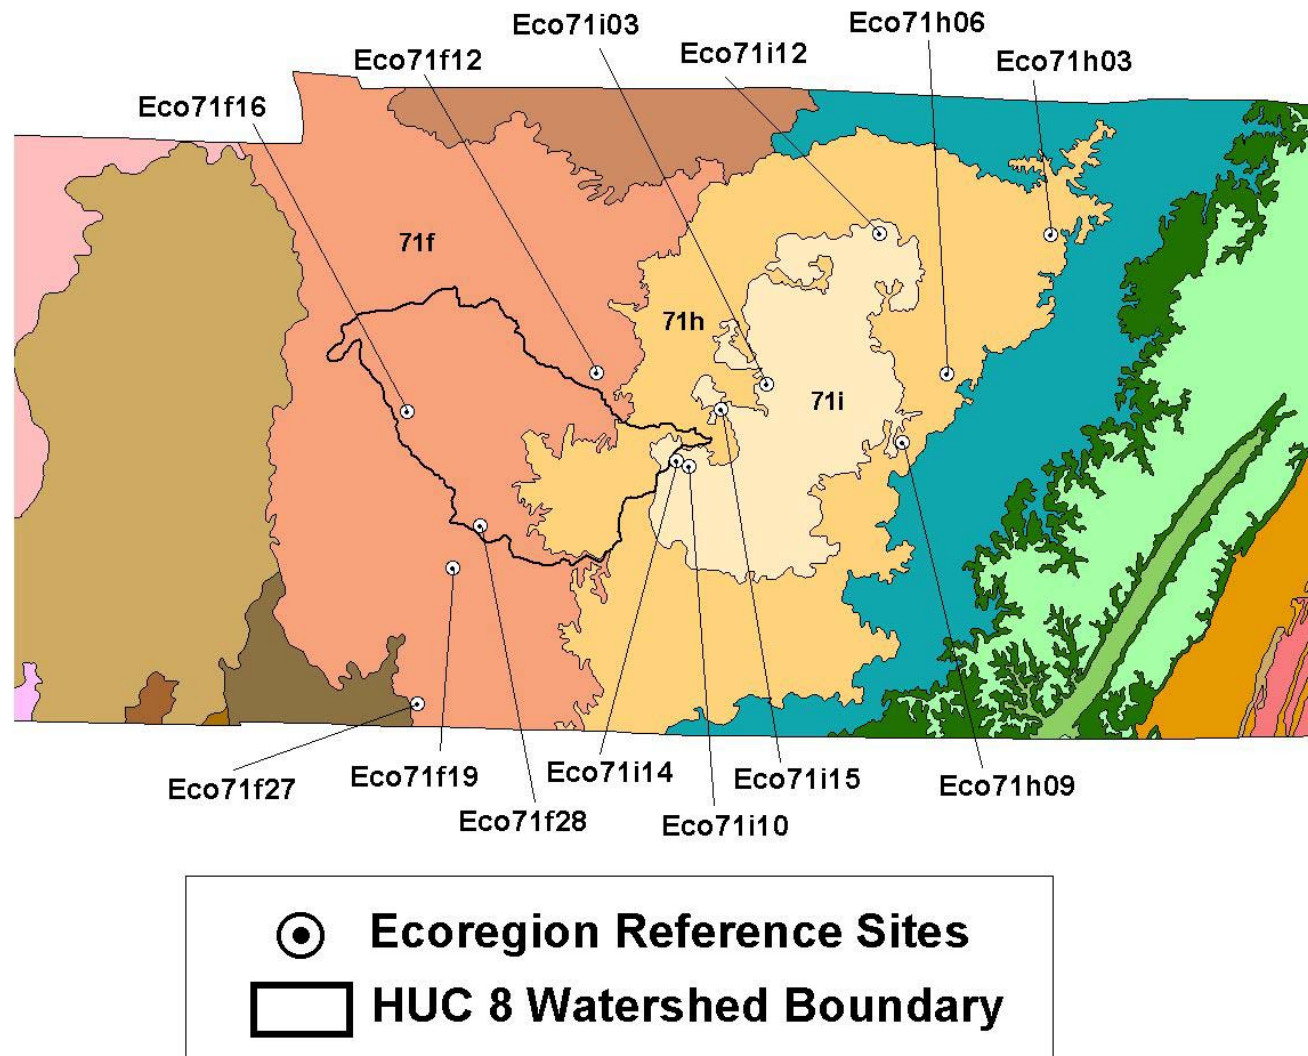 Eco71i03
Eco71h06
Eco71i12
Eco71f12
Eco71h03
Eco71f16
71f
71h
71i
Eco71f27
Eco71f19
Eco71i14
Eco71i15
Eco71h09
Eco71f28
Eco71i10
Ecoregion Reference Sites
HUC 8 Watershed Boundary